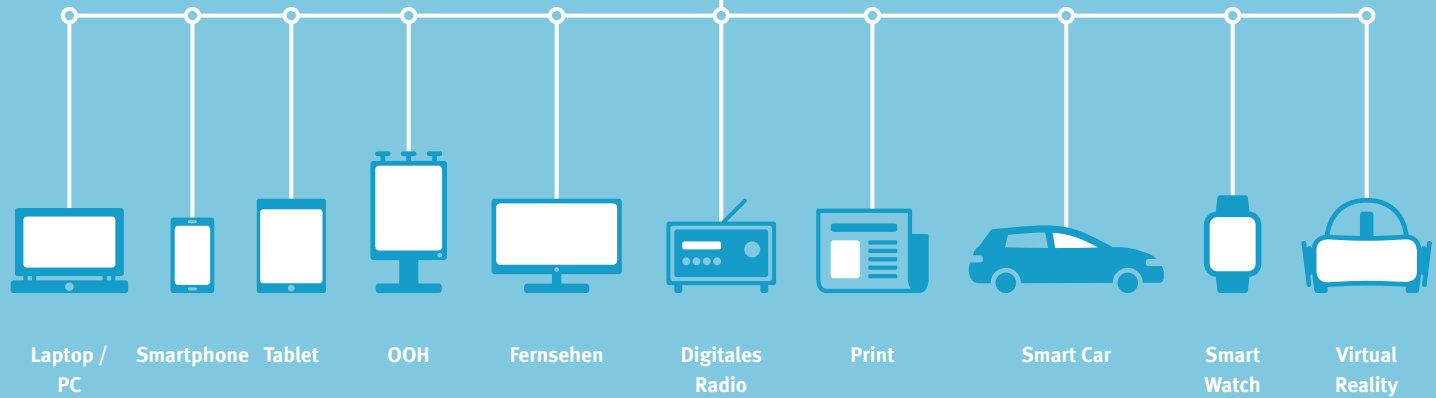 Laptop /
PC
Smartphone
Tablet
OOH
Fernsehen
Digitales
Radio
Print
Smart Car
Smart
Watch
Virtual
Reality